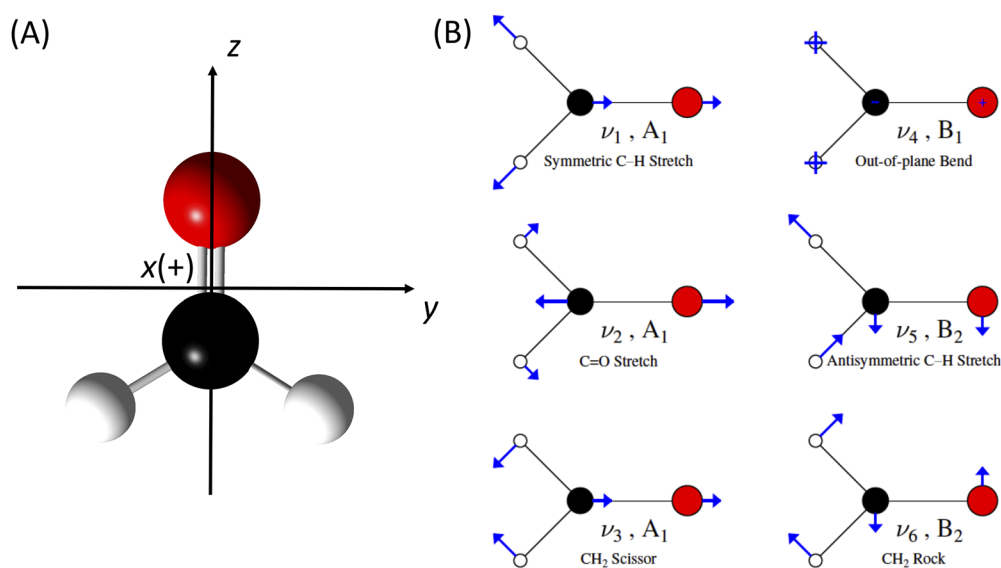 (A)
z
x(+)
y
(B)
ν1 , A1
Symmetric C–H Stretch
ν4 , B1
Out-of-plane Bend
ν2 , A1
C=O Stretch
ν5 , B2
Antisymmetric C–H Stretch
ν3 , A1
CH2 Scissor
ν6 , B2
CH2 Rock